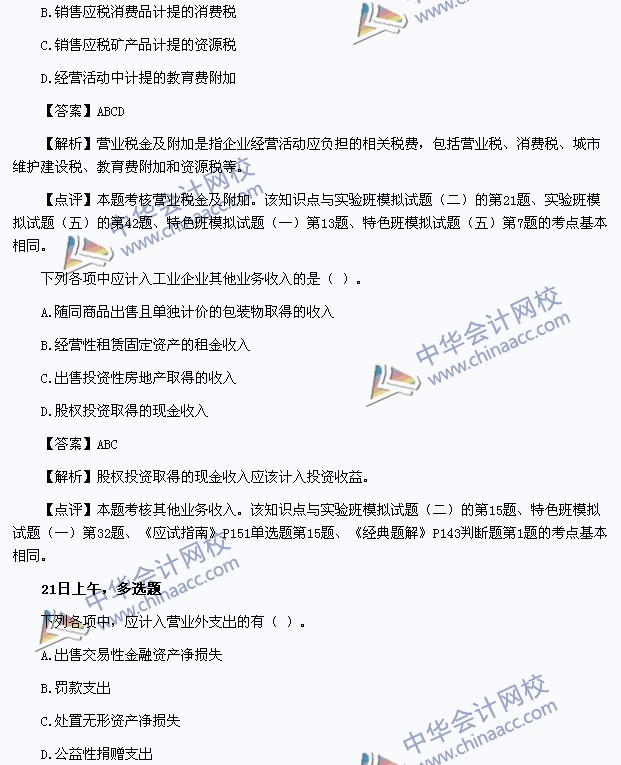 B.销售应税消费品计提的消费税
C.销售应税矿产品计提的资源税
D.经营活动中计提的教育费附加
【答案】ABCD
【解析】营业税金及附加是指企业经营活动应负担的相关税费，包括营业税、消费税、城市
维护建设税、教育费附加和资源税等。
【点评】本题考核营业税金及附加。该知识点与实验班模拟试题（二）的第21题、实验班模
拟试题（五）的第42题、特色班模拟试题（一）第13题、特色班模拟试题（五）第7题的考点基本
相同。
下列各项中应计入工业企业其他业务收入的是（ ）。
A.随同商品出售且单独计价的包装物取得的收入
B.经营性租赁固定资产的租金收入
C.出售投资性房地产取得的收入
D.股权投资取得的现金收入
【答案】ABC
【解析】股权投资取得的现金收入应该计入投资收益。
【点评】本题考核其他业务收入。该知识点与实验班模拟试题（二）的第15题、特色班模拟
试题（一）第32题、《应试指南》P151单选题第15题、《经典题解》P143判断题第1题的考点基本
相同。
21日上午，多选题
下列各项中，应计入营业外支出的有（ ）。
A.出售交易性金融资产净损失
B.罚款支出
C.处置无形资产净损失
D.公益性捐赠支出
www.chinaacc.com
中华会计网校
www.chinaacc.com
中华会计网校
www.chinaacc.com
中华会计网校
www.chinaacc.com
中华会计网校
www.chinaacc.com